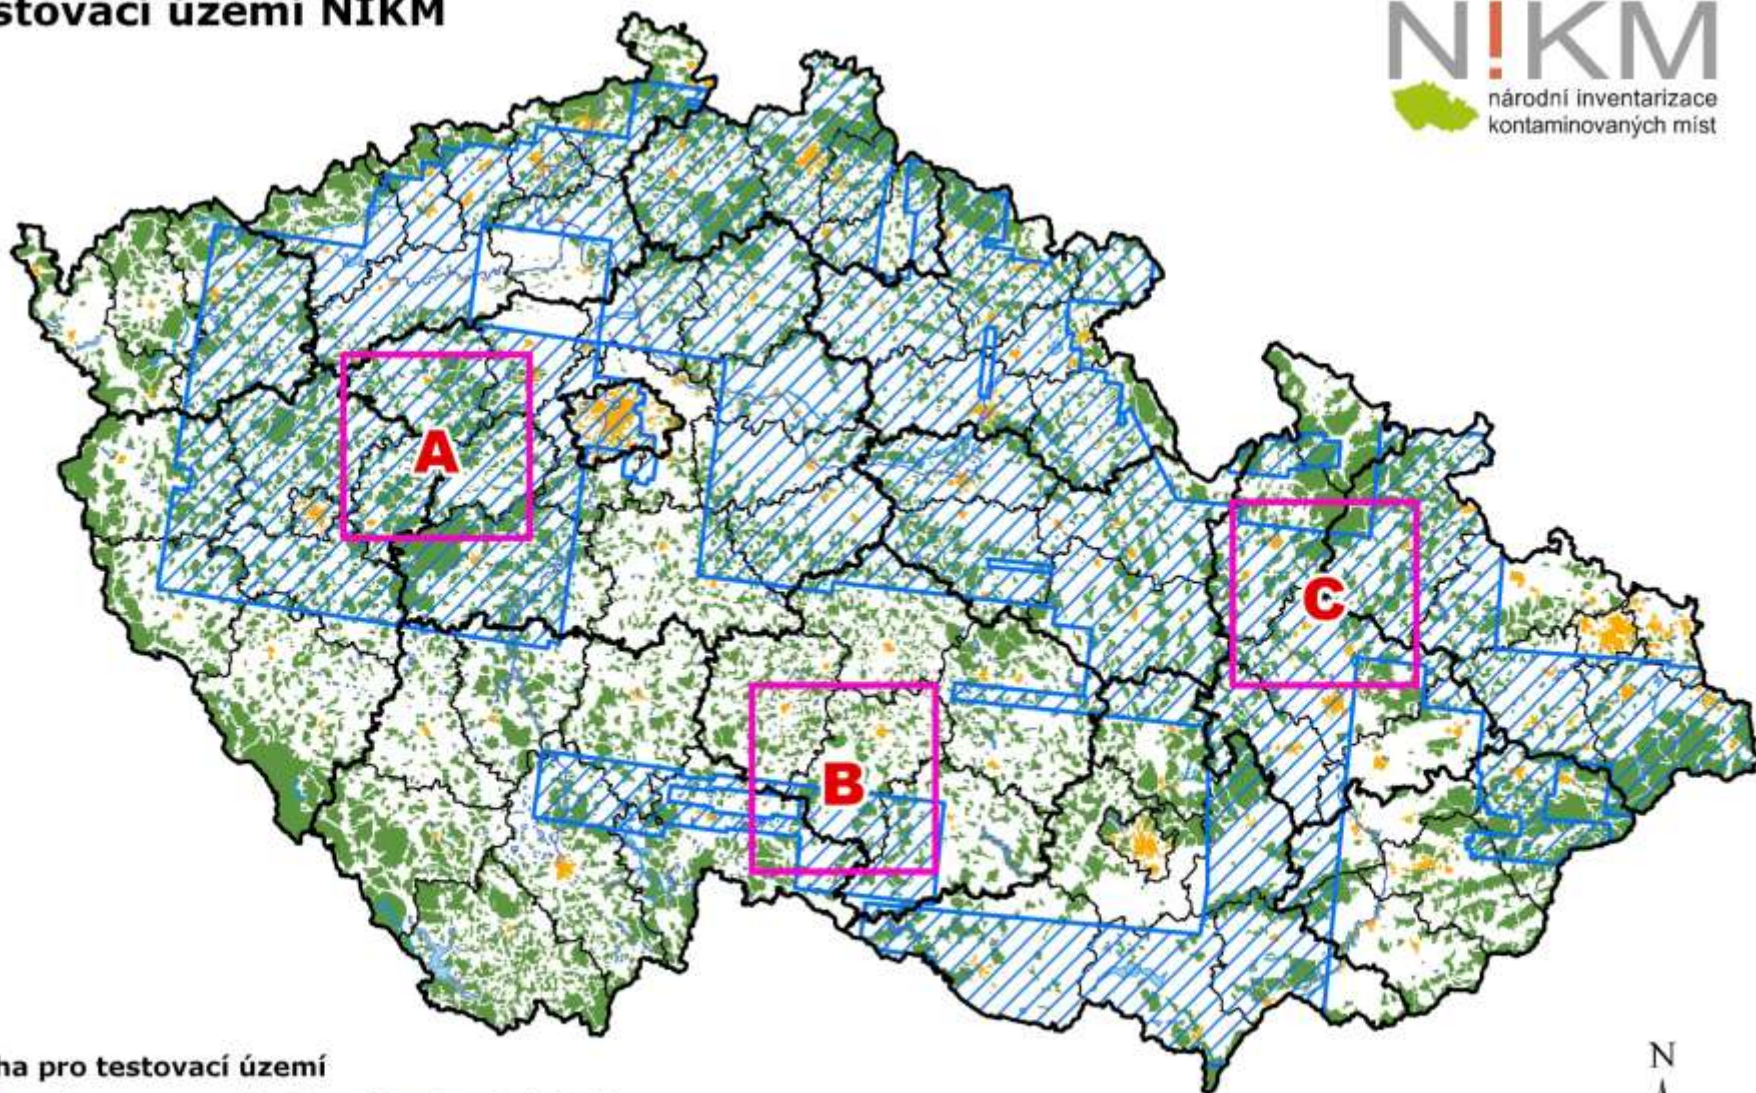 stovací území NIKM
N!KM
národní inventarizace
kontaminovaných míst
A
B
C
ha pro testovací území
N